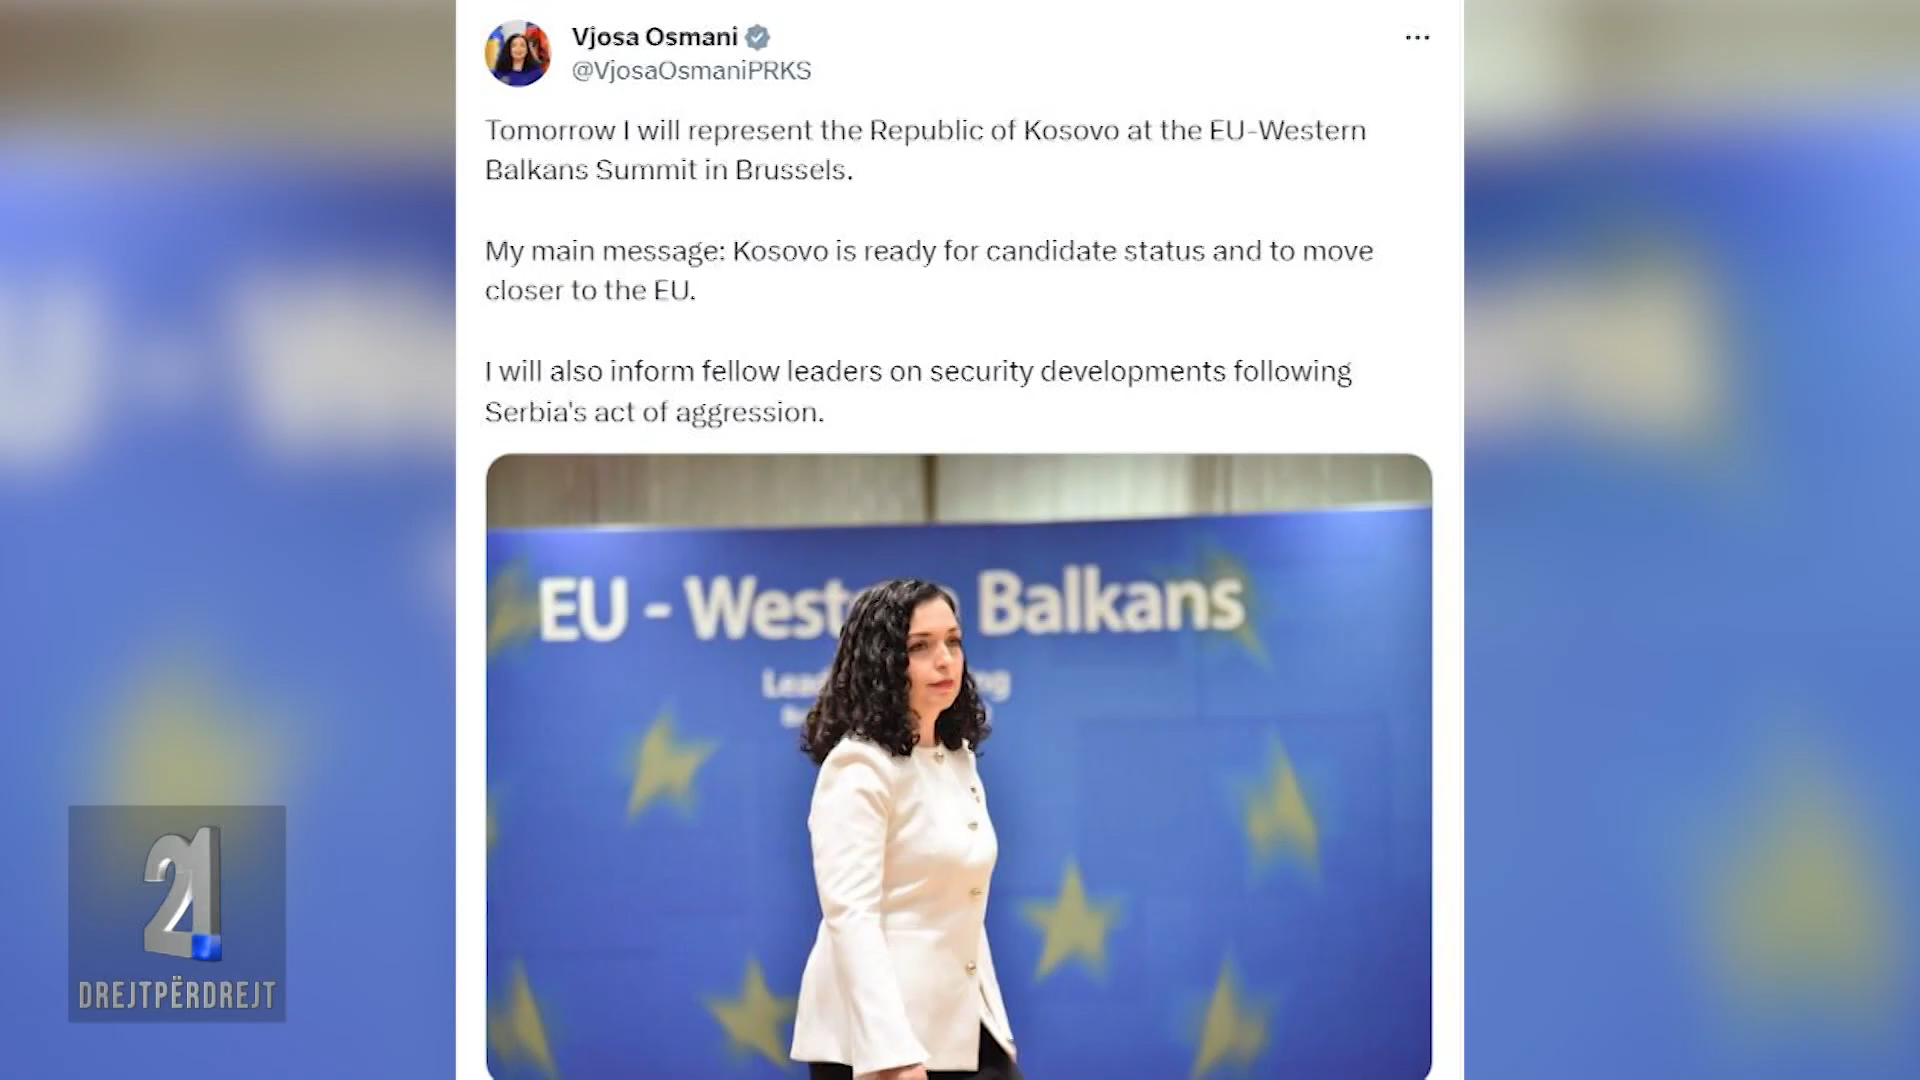 Vjosa Osmani
@VjosaOsmaniPRKS
Tomorrow I will represent the Republic of Kosovo at the EU-Western
Balkans Summit in Brussels.
My main message: Kosovo is ready for candidate status and to move
closer to the EU.
I will also inform fellow leaders on security developments following
Serbia's act of aggression.
EU - West Balkans
21
DREJTPËRDREJT